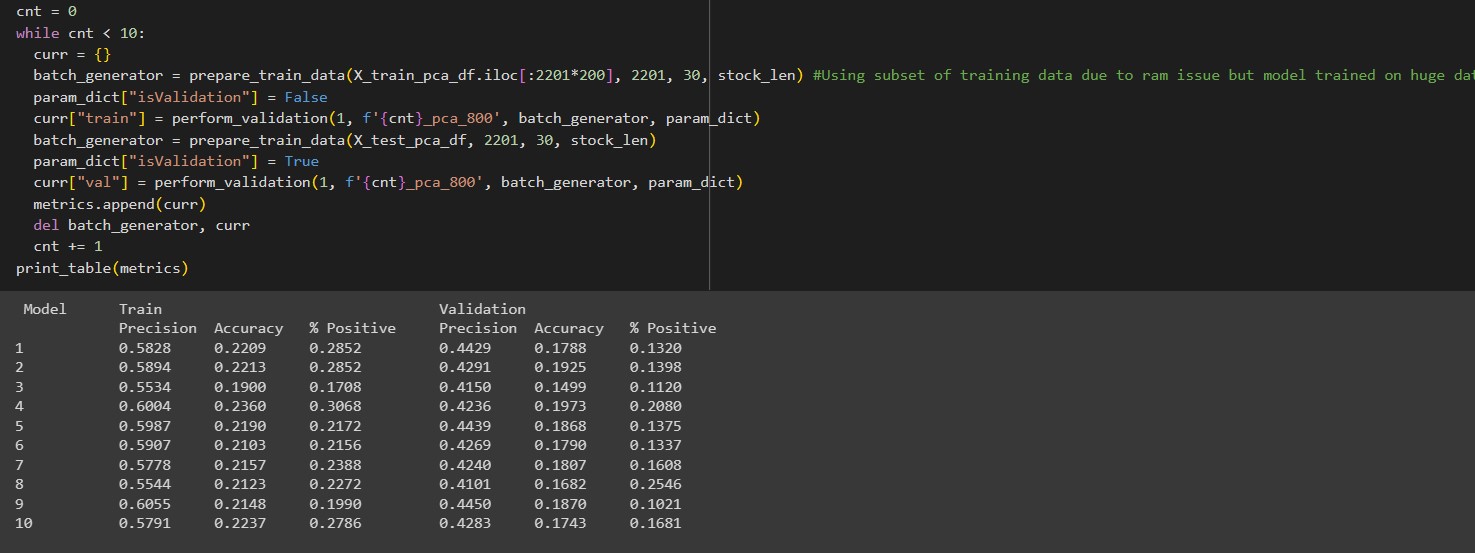 cnt = 0
while cnt < 10:
  curr = {}
  batch_generator = prepare_train_data(X_train_pca_df.iloc[:2201*200], 2201, 30, stock_len) #Using subset of training data due to ram issue but model trained on huge
  param_dict["isValidation"] = False
  curr["train"] = perform_validation(1, f'{cnt}_pca_800', batch_generator, param_dict)
  batch_generator = prepare_train_data(X_test_pca_df, 2201, 30, stock_len)
  param_dict["isValidation"] = True
  curr["val"] = perform_validation(1, f'{cnt}_pca_800', batch_generator, param_dict)
  metrics.append(curr)
  del batch_generator, curr
  cnt += 1
print_table(metrics)
Model Train Validation
Precision Accuracy % Positive Precision Accuracy % Positive
1 0.5828 0.2209 0.2852 0.4429 0.1788 0.1320
2 0.5894 0.2213 0.2852 0.4291 0.1925 0.1398
3 0.5534 0.1900 0.1708 0.4150 0.1499 0.1120
4 0.6004 0.2360 0.3068 0.4236 0.1973 0.2080
5 0.5987 0.2190 0.2172 0.4439 0.1868 0.1375
6 0.5907 0.2103 0.2156 0.4269 0.1790 0.1337
7 0.5778 0.2157 0.2388 0.4240 0.1807 0.1608
8 0.5544 0.2123 0.2272 0.4101 0.1682 0.2546
9 0.6055 0.2148 0.1990 0.4450 0.1870 0.1021
10 0.5791 0.2237 0.2786 0.4283 0.1743 0.1681